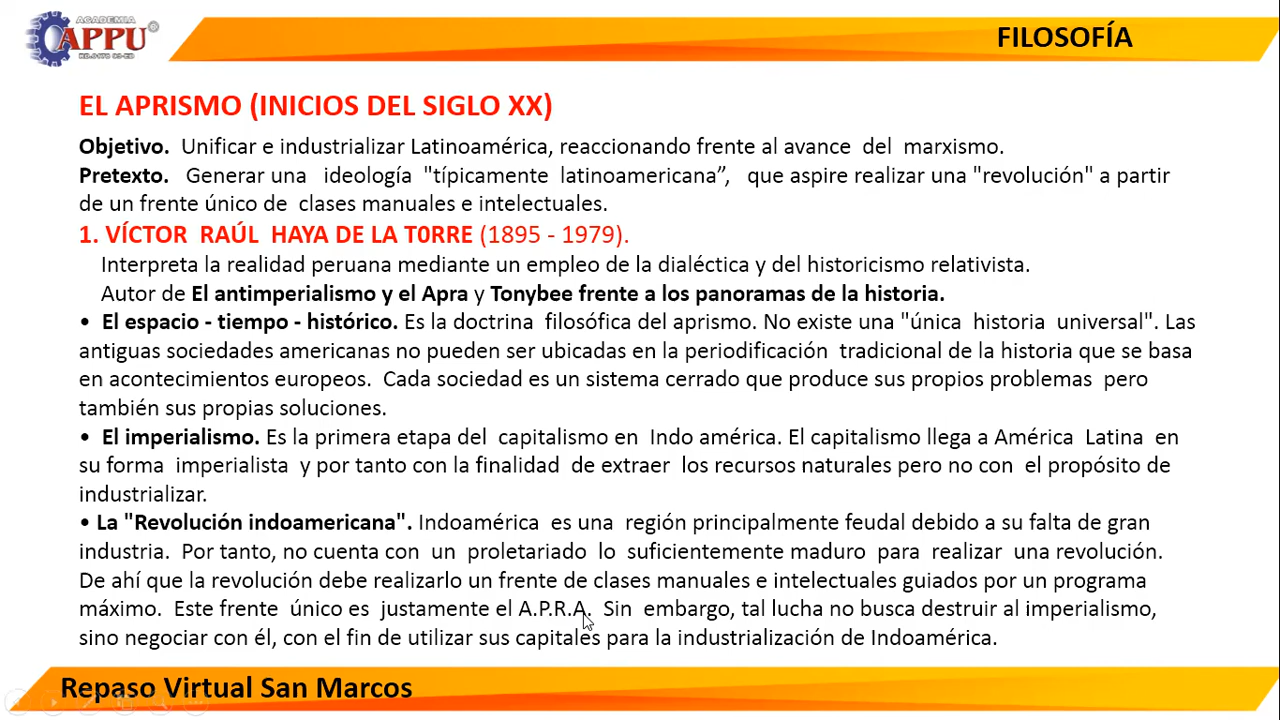 ACADEMIA
APPU
FILOSOFÍA
EL APRISMO (INICIOS DEL SIGLO XX)
Objetivo. Unificar e industrializar Latinoamérica, reaccionando frente al avance del marxismo.
Pretexto. Generar una ideología "típicamente latinoamericana”, que aspire realizar una "revolución" a partir
de un frente único de clases manuales e intelectuales.
1. VÍCTOR RAÚL HAYA DE LA T0RRE (1895 - 1979).
Interpreta la realidad peruana mediante un empleo de la dialéctica y del historicismo relativista.
Autor de El antimperialismo y el Apra y Tonybee frente a los panoramas de la historia.
• El espacio - tiempo - histórico. Es la doctrina filosófica del aprismo. No existe una "única historia universal". Las
antiguas sociedades americanas no pueden ser ubicadas en la periodificación tradicional de la historia que se basa
en acontecimientos europeos. Cada sociedad es un sistema cerrado que produce sus propios problemas pero
también sus propias soluciones.
• El imperialismo. Es la primera etapa del capitalismo en Indo américa. El capitalismo llega a América Latina en
su forma imperialista y por tanto con la finalidad de extraer los recursos naturales pero no con el propósito de
industrializar.
• La "Revolución indoamericana". Indoamérica es una región principalmente feudal debido a su falta de gran
industria. Por tanto, no cuenta con un proletariado lo suficientemente maduro para realizar una revolución.
De ahí que la revolución debe realizarlo un frente de clases manuales e intelectuales guiados por un programa
máximo. Este frente único es justamente el A.P.R.A. Sin embargo, tal lucha no busca destruir al imperialismo,
sino negociar con él, con el fin de utilizar sus capitales para la industrialización de Indoamérica.
Repaso Virtual San Marcos